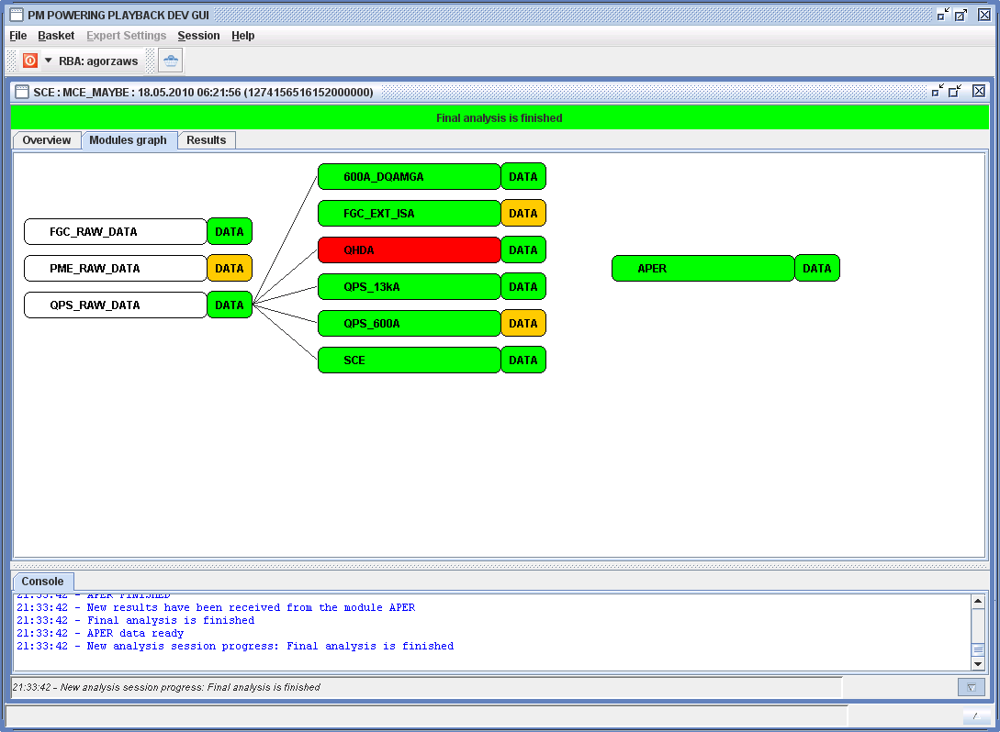 PM POWERING PLAYBACK DEV GUI
File Basket Expert Settings Session Help
RBA: agorzaws
SCE : MCE_MAYBE : 18.05.2010 06:21:56 (1274156516152000000)
Final analysis is finished
Overview Modules graph Results
FGC_RAW_DATA DATA
PME_RAW_DATA DATA
QPS_RAW_DATA DATA
600A_DQAMGA DATA
FGC_EXT_ISA DATA
QHDA DATA
QPS_13kA DATA
QPS_600A DATA
SCE DATA
APER DATA
Console
21:33:42 - APER FINISHED
21:33:42 - New results have been received from the module APER
21:33:42 - Final analysis is finished
21:33:42 - APER data ready
21:33:42 - New analysis session progress: Final analysis is finished
21:33:42 - New analysis session progress: Final analysis is finished